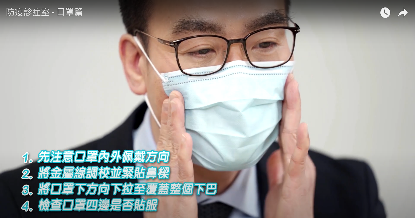 防疫診症室 - 口罩篇
1. 先注意口罩內外佩戴方向
2. 將金屬線調校並緊貼鼻樑
3. 將口罩下方向下拉至覆蓋整個下巴
4. 檢查口罩四邊是否貼服